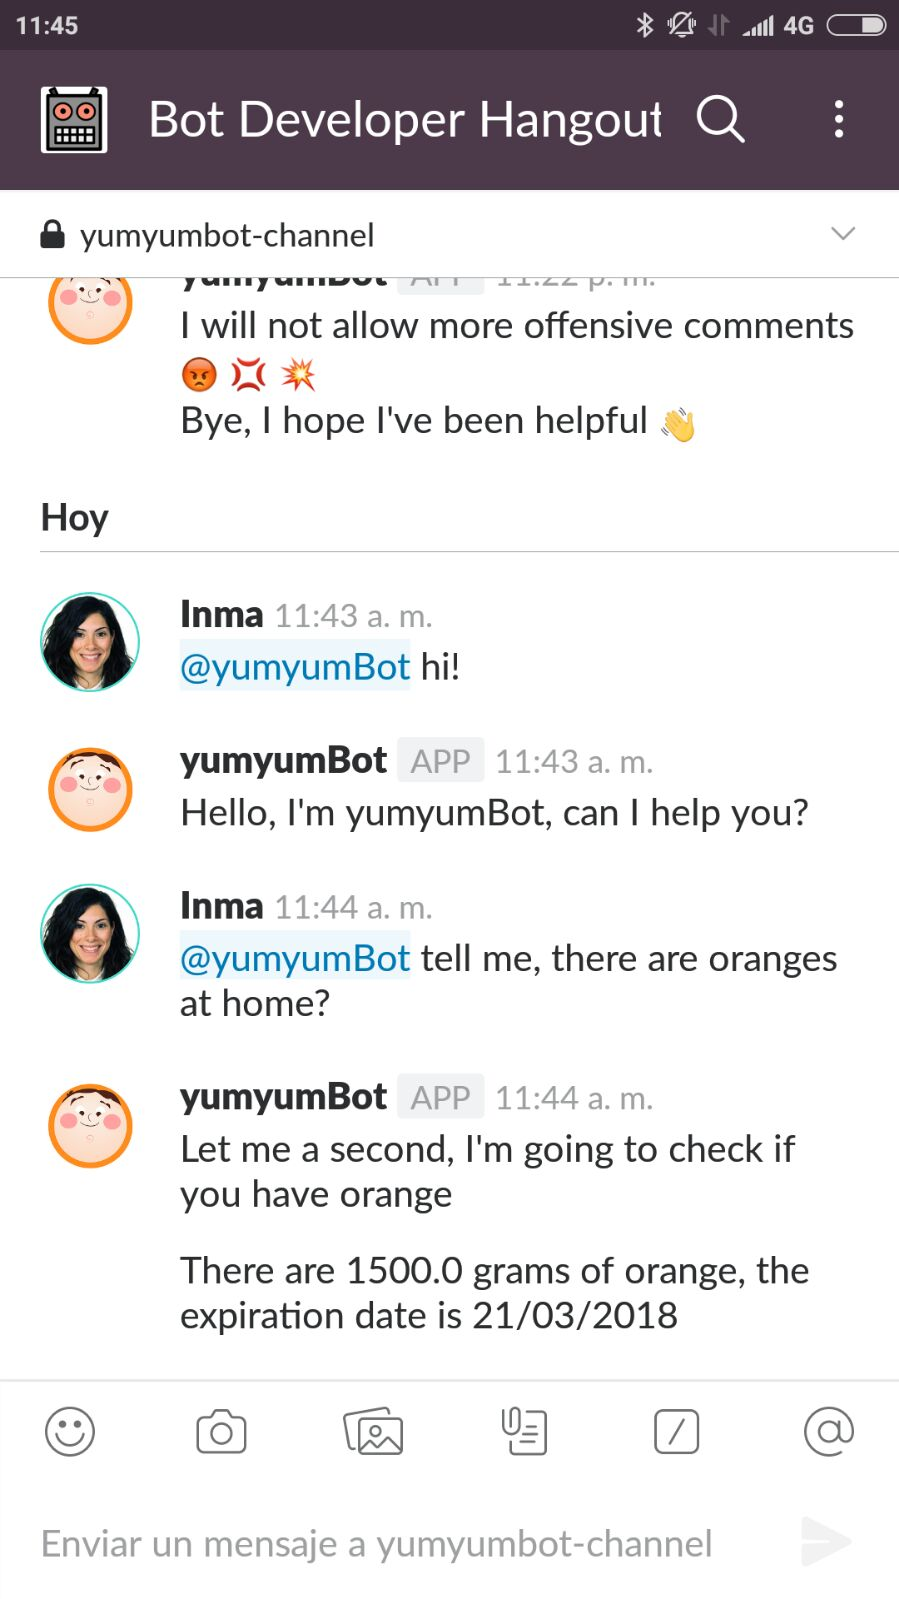 11:45
4G
Bot Developer Hangout
yumyumbot-channel
yumyumBot APP 11:22 p. m.
I will not allow more offensive comments
Bye, I hope I've been helpful
Hoy
Inma 11:43 a. m.
@yumyumBot hi!
yumyumBot APP 11:43 a. m.
Hello, I'm yumyumBot, can I help you?
Inma 11:44 a. m.
@yumyumBot tell me, there are oranges
at home?
yumyumBot APP 11:44 a. m.
Let me a second, I'm going to check if
you have orange
There are 1500.0 grams of orange, the
expiration date is 21/03/2018
Enviar un mensaje a yumyumbot-channel